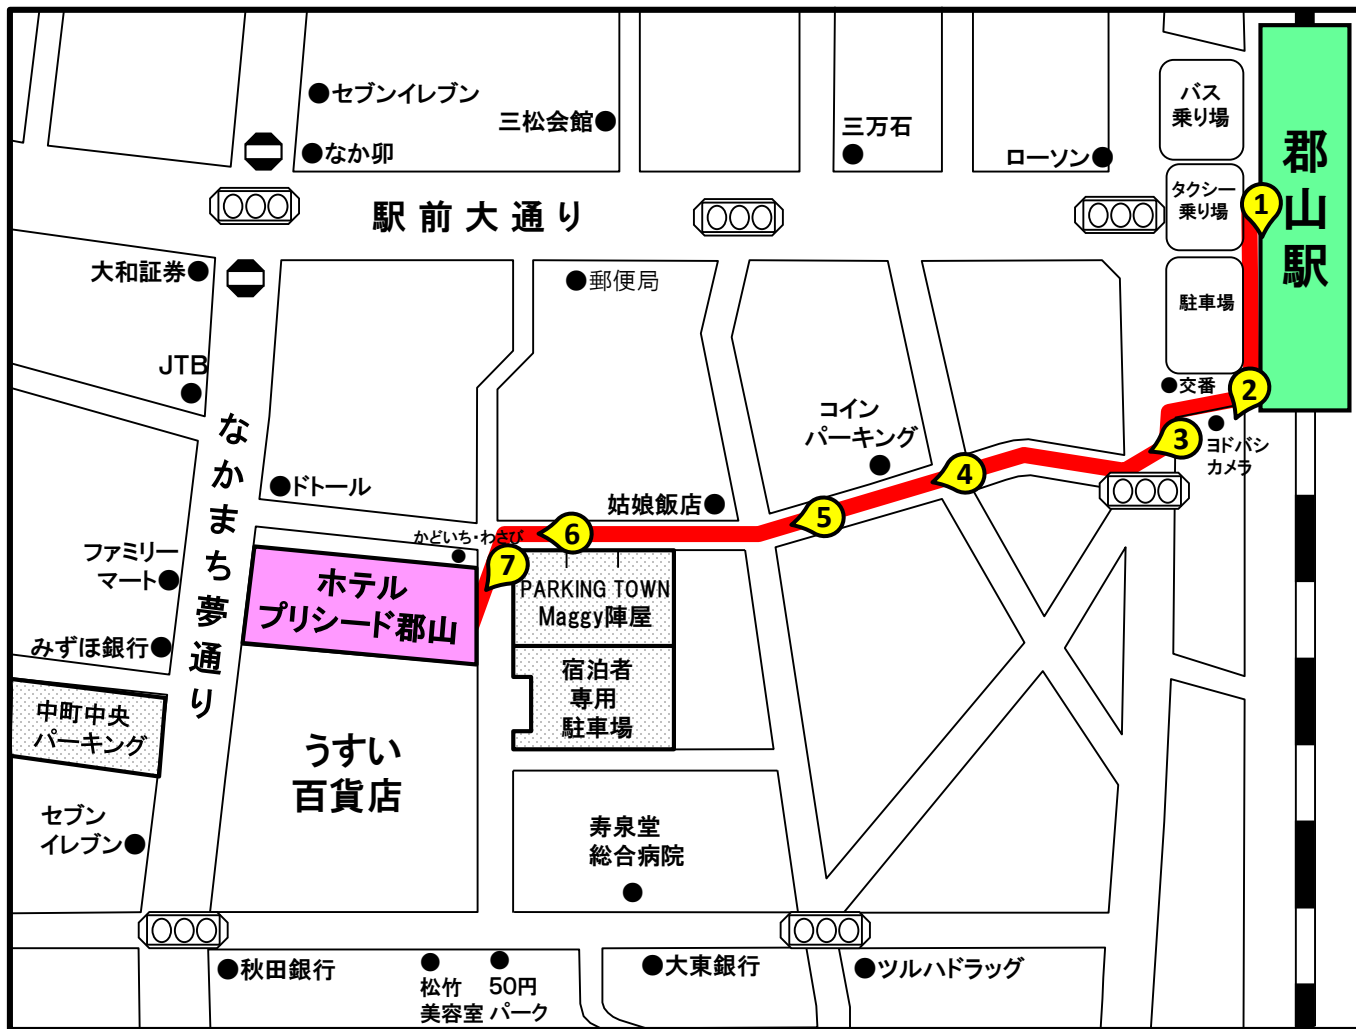 セブンイレブン
三松会館
なか卯
三万石
ローソン
バス
乗り場
タクシー
乗り場
1
郡山駅
駅前大通り
大和証券
郵便局
駐車場
JTB
交番
2
なかまち夢通り
コイン
パーキング
3
ヨドバシ
カメラ
4
ドトール
姑娘飯店
5
かどいち・わさび
6
7
ファミリー
マート
ホテル
プリシード郡山
PARKING TOWN
Maggy陣屋
みずほ銀行
宿泊者
専用
駐車場
中町中央
パーキング
うすい
百貨店
セブン
イレブン
寿泉堂
総合病院
秋田銀行
松竹
美容室
50円
パーク
大東銀行
ツルハドラッグ